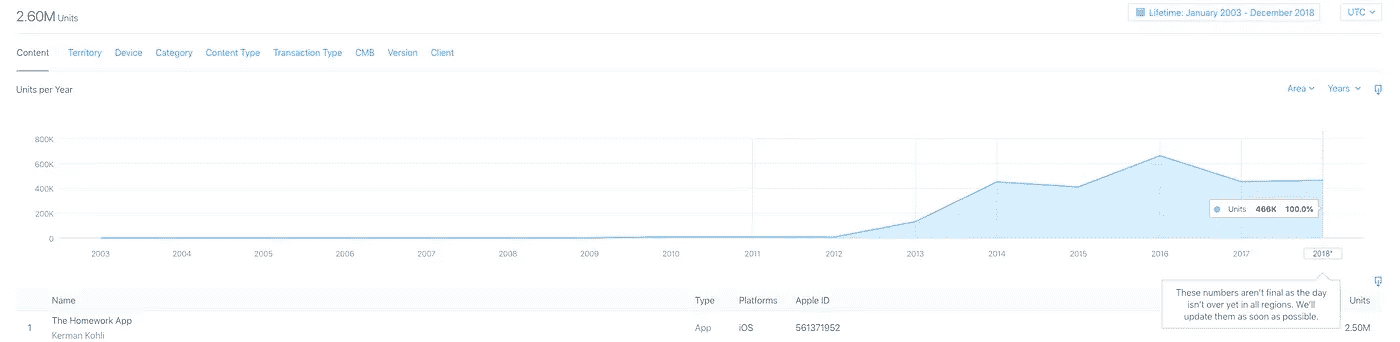 2.60M Units
Lifetime: January 2003 - December 2018
UTC
Content Territory Device Category Content Type Transaction Type CMB Version Client
Units per Year
Area Years
800K
600K
400K
200K
0
Units 466K 100.0%
2003 2004 2005 2006 2007 2008 2009 2010 2011 2012 2013 2014 2015 2016 2017 2018*
These numbers aren't final as the day
isn't over yet in all regions. We'll
update them as soon as possible.
Name Type Platforms Apple ID Units
1 The Homework App App iOS 561371952 2.50M
Kerman Kohli